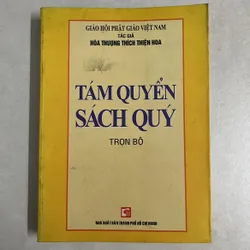 GIÁO HỘI PHẬT GIÁO VIỆT NAM
TÁC GIẢ
HÒA THƯỢNG THÍCH THIỆN HOA
TÁM QUYỂN
SÁCH QUÝ
TRỌN BỘ
NHÀ XUẤT BẢN THÀNH PHỐ HỒ CHÍ MINH